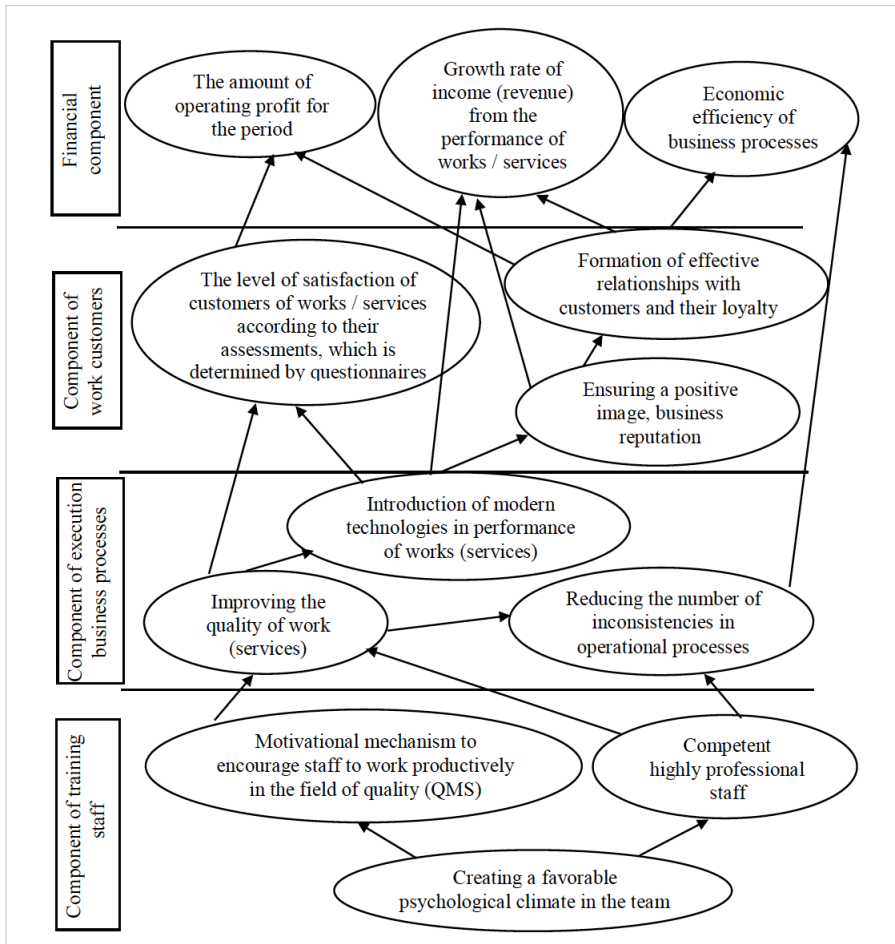 Financial
component
The amount of
operating profit for
the period
Growth rate of
income (revenue)
from the
performance of
works / services
Economic
efficiency of
business processes
Component of
work customers
The level of satisfaction of
customers of works / services
according to their
assessments, which is
determined by questionnaires
Formation of effective
relationships with
customers and their loyalty
Ensuring a positive
image, business
reputation
Component of execution
business processes
Introduction of modern
technologies in performance
of works (services)
Improving the
quality of work
(services)
Reducing the number of
inconsistencies in
operational processes
Component of training
staff
Motivational mechanism to
encourage staff to work productively
in the field of quality (QMS)
Competent
highly professional
staff
Creating a favorable
psychological climate in the team